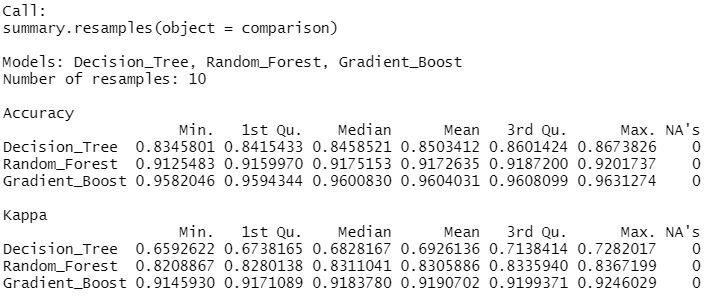 Call:
summary.resamples(object = comparison)

Models: Decision_Tree, Random_Forest, Gradient_Boost
Number of resamples: 10

Accuracy
                    Min.   1st Qu.    Median      Mean   3rd Qu.      Max. NA's
Decision_Tree  0.8345801 0.8415433 0.8458521 0.8503412 0.8601424 0.8673826    0
Random_Forest  0.9125483 0.9159970 0.9175153 0.9172635 0.9187200 0.9201737    0
Gradient_Boost 0.9582046 0.9594344 0.9600830 0.9604031 0.9608099 0.9631274    0

Kappa
                    Min.   1st Qu.    Median      Mean   3rd Qu.      Max. NA's
Decision_Tree  0.6592622 0.6738165 0.6828167 0.6926136 0.7138414 0.7282017    0
Random_Forest  0.8208867 0.8280138 0.8311041 0.8305886 0.8335940 0.8367199    0
Gradient_Boost 0.9145930 0.9171089 0.9183780 0.9190702 0.9199371 0.9246029    0